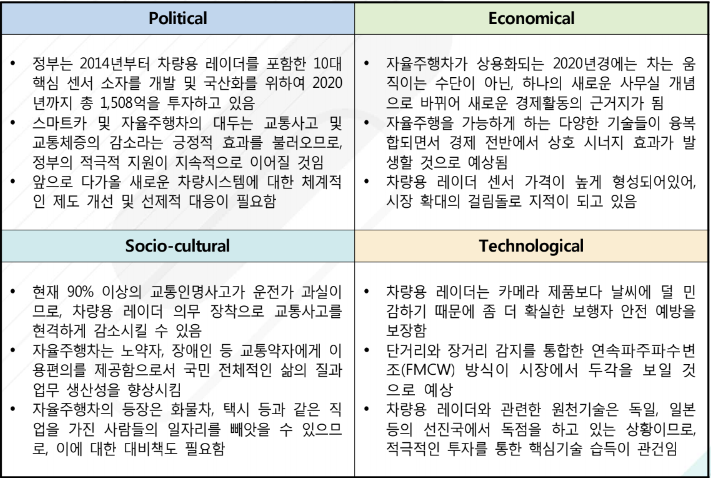 Political
• 정부는 2014년부터 차량용 레이더를 포함한 10대
핵심 센서 소자를 개발 및 국산화를 위하여 2020
년까지 총 1,508억을 투자하고 있음
• 스마트카 및 자율주행차의 대두는 교통사고 및
교통체증의 감소라는 긍정적 효과를 불러오므로,
정부의 적극적 지원이 지속적으로 이어질 것임
• 앞으로 다가올 새로운 차량시스템에 대한 체계적
인 제도 개선 및 선제적 대응이 필요함
Economical
• 자율주행차가 상용화되는 2020년경에는 차는 움
직이는 수단이 아닌, 하나의 새로운 사무실 개념
으로 바뀌어 새로운 경제활동의 근거지가 됨
• 자율주행을 가능하게 하는 다양한 기술들이 융복
합되면서 경제 전반에서 상호 시너지 효과가 발
생할 것으로 예상됨
• 차량용 레이더 센서 가격이 높게 형성되어있어,
시장 확대의 걸림돌로 지적이 되고 있음
Socio-cultural
• 현재 90% 이상의 교통인명사고가 운전가 과실이
므로, 차량용 레이더 의무 장착으로 교통사고를
현격하게 감소시킬 수 있음
• 자율주행차는 노약자, 장애인 등 교통약자에게 이
용편의를 제공함으로서 국민 전체적인 삶의 질과
업무 생산성을 향상시킴
• 자율주행차의 등장은 화물차, 택시 등과 같은 직
업을 가진 사람들의 일자리를 빼앗을 수 있으므
로, 이에 대한 대비책도 필요함
Technological
• 차량용 레이더는 카메라 제품보다 날씨에 덜 민
감하기 때문에 좀 더 확실한 보행자 안전 예방을
보장함
• 단거리와 장거리 감지를 통합한 연속파주파수변
조(FMCW) 방식이 시장에서 두각을 보일 것
으로 예상
• 차량용 레이더와 관련한 원천기술은 독일, 일본
등의 선진국에서 독점을 하고 있는 상황이므로,
적극적인 투자를 통한 핵심기술 습득이 관건임